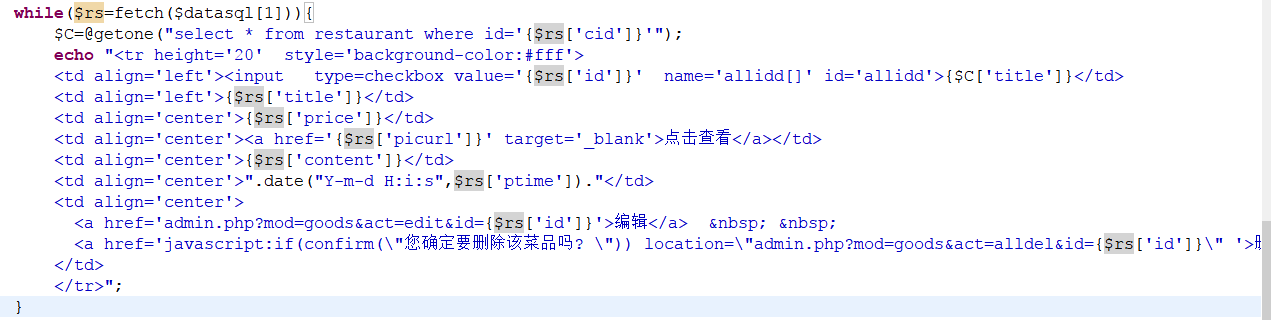 while($rs=fetch($datasql[1])){
$C=@getone("select * from restaurant where id='{$rs['cid']}'");
echo "<tr height='20'  style='background-color:#fff'>
<td align='left'><input   type=checkbox value='{$rs['id']}'  name='allidd[]' id='allidd'>{$C['title']}</td>
<td align='left'>{$rs['title']}</td>
<td align='center'>{$rs['price']}</td>
<td align='center'><a href='{$rs['picurl']}' target='_blank'>点击查看</a></td>
<td align='center'>{$rs['content']}</td>
<td align='center'>".date("Y-m-d H:i:s",$rs['ptime'])."</td>
<td align='center'>
<a href='admin.php?mod=goods&act=edit&id={$rs['id']}'>编辑</a>  &nbsp; &nbsp;
<a href='javascript:if(confirm(\"您确定要删除该菜品吗? \")) location=\"admin.php?mod=goods&act=alldel&id={$rs['id']}\" '>
</td>
</tr>";
}